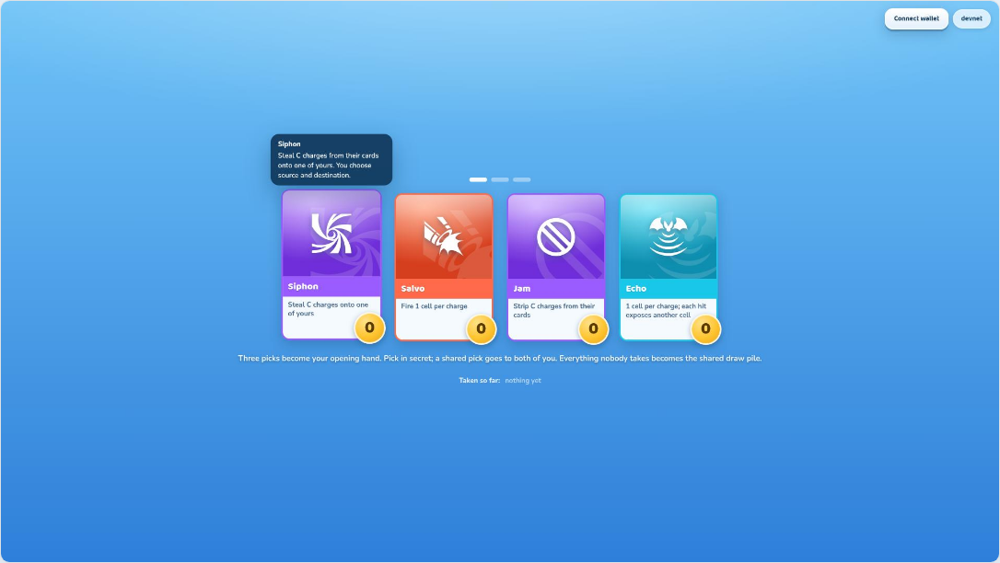 Connect wallet
devnet
Siphon
Steal C charges from their cards
onto one of yours. You choose
source and destination.
Siphon
Steal C charges onto one
of yours
0
Salvo
Fire 1 cell per charge
0
Jam
Strip C charges from their
cards
0
Echo
1 cell per charge; each hit
exposes another cell
0
Three picks become your opening hand. Pick in secret; a shared pick goes to both of you. Everything nobody takes becomes the shared draw pile.
Taken so far: nothing yet